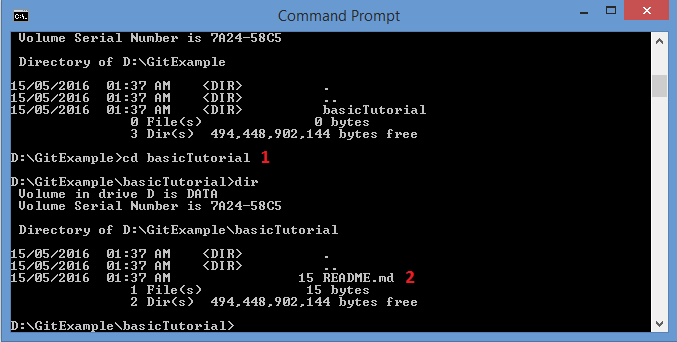 Command Prompt
Volume Serial Number is 7A24-58C5
Directory of D:\GitExample
15/05/2016  01:37 AM    <DIR>          .
15/05/2016  01:37 AM    <DIR>          ..
15/05/2016  01:37 AM    <DIR>          basicTutorial
0 File(s)              0 bytes
3 Dir(s)  494,448,902,144 bytes free
D:\GitExample>cd basicTutorial 1
D:\GitExample\basicTutorial>dir
Volume in drive D is DATA
Volume Serial Number is 7A24-58C5
Directory of D:\GitExample\basicTutorial
15/05/2016  01:37 AM    <DIR>          .
15/05/2016  01:37 AM    <DIR>          ..
15/05/2016  01:37 AM                15 README.md 2
1 File(s)             15 bytes
2 Dir(s)  494,448,902,144 bytes free
D:\GitExample\basicTutorial>